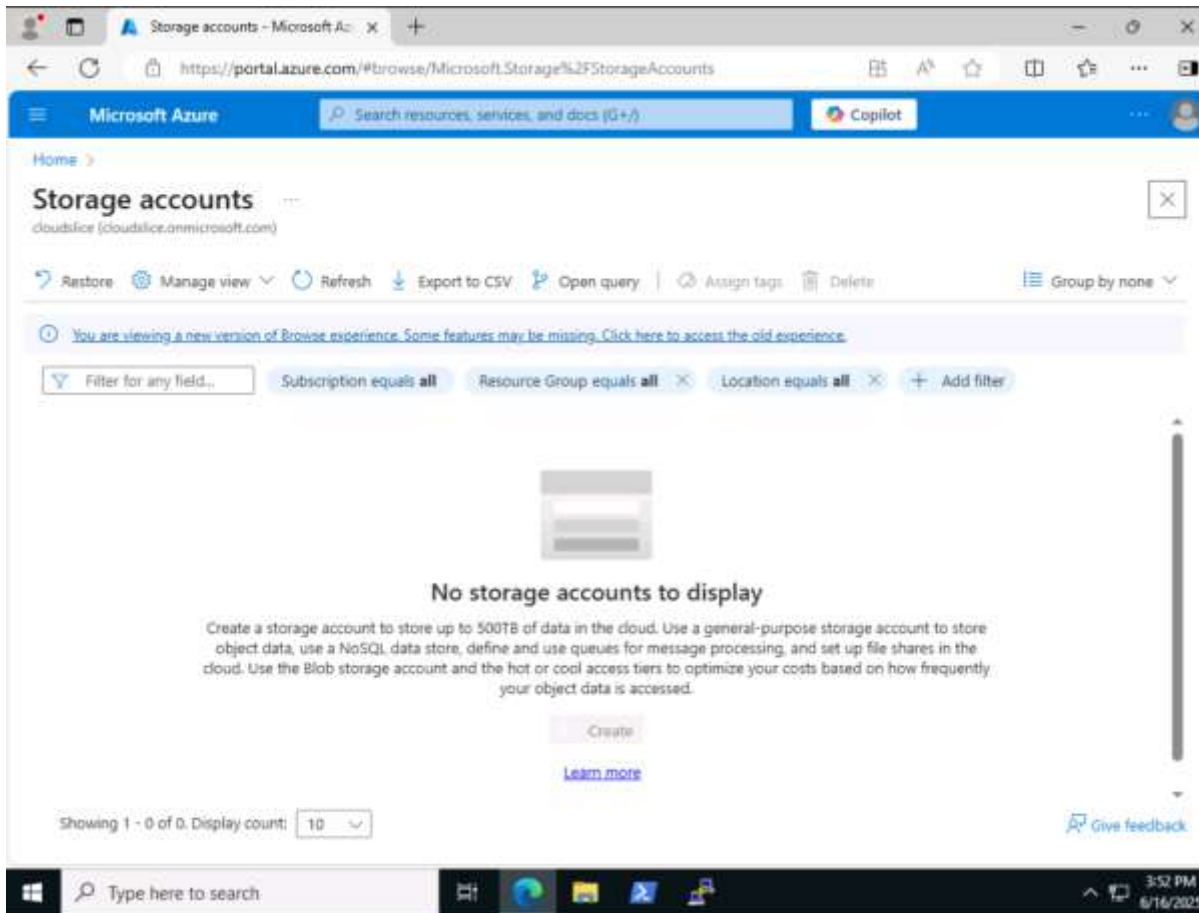 Storage accounts - Microsoft Az
https://portal.azure.com/#browse/Microsoft.Storage%2FStorageAccounts
Microsoft Azure
Search resources, services, and docs (G+/)
Copilot
Home >
Storage accounts ...
cloudslice (cloudslice.onmicrosoft.com)
Restore Manage view Refresh Export to CSV Open query | Assign tags Delete Group by none
You are viewing a new version of Browse experience. Some features may be missing. Click here to access the old experience.
Filter for any field... Subscription equals all Resource Group equals all Location equals all Add filter
No storage accounts to display
Create a storage account to store up to 500TB of data in the cloud. Use a general-purpose storage account to store
object data, use a NoSQL data store, define and use queues for message processing, and set up file shares in the
cloud. Use the Blob storage account and the hot or cool access tiers to optimize your costs based on how frequently
your object data is accessed.
Create
Learn more
Showing 1 - 0 of 0. Display count: 10
Give feedback
Type here to search
3:52 PM
6/16/202